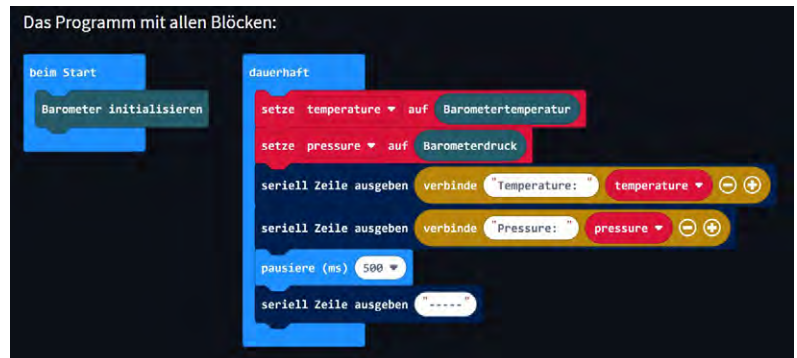 Das Programm mit allen Blöcken:
beim Start
Barometer initialisieren
dauerhaft
setze temperature auf Barometertemperatur
setze pressure auf Barometerdruck
seriell Zeile ausgeben verbinde "Temperature: " temperature
seriell Zeile ausgeben verbinde "Pressure: " pressure
pausiere (ms) 500
seriell Zeile ausgeben "-----"